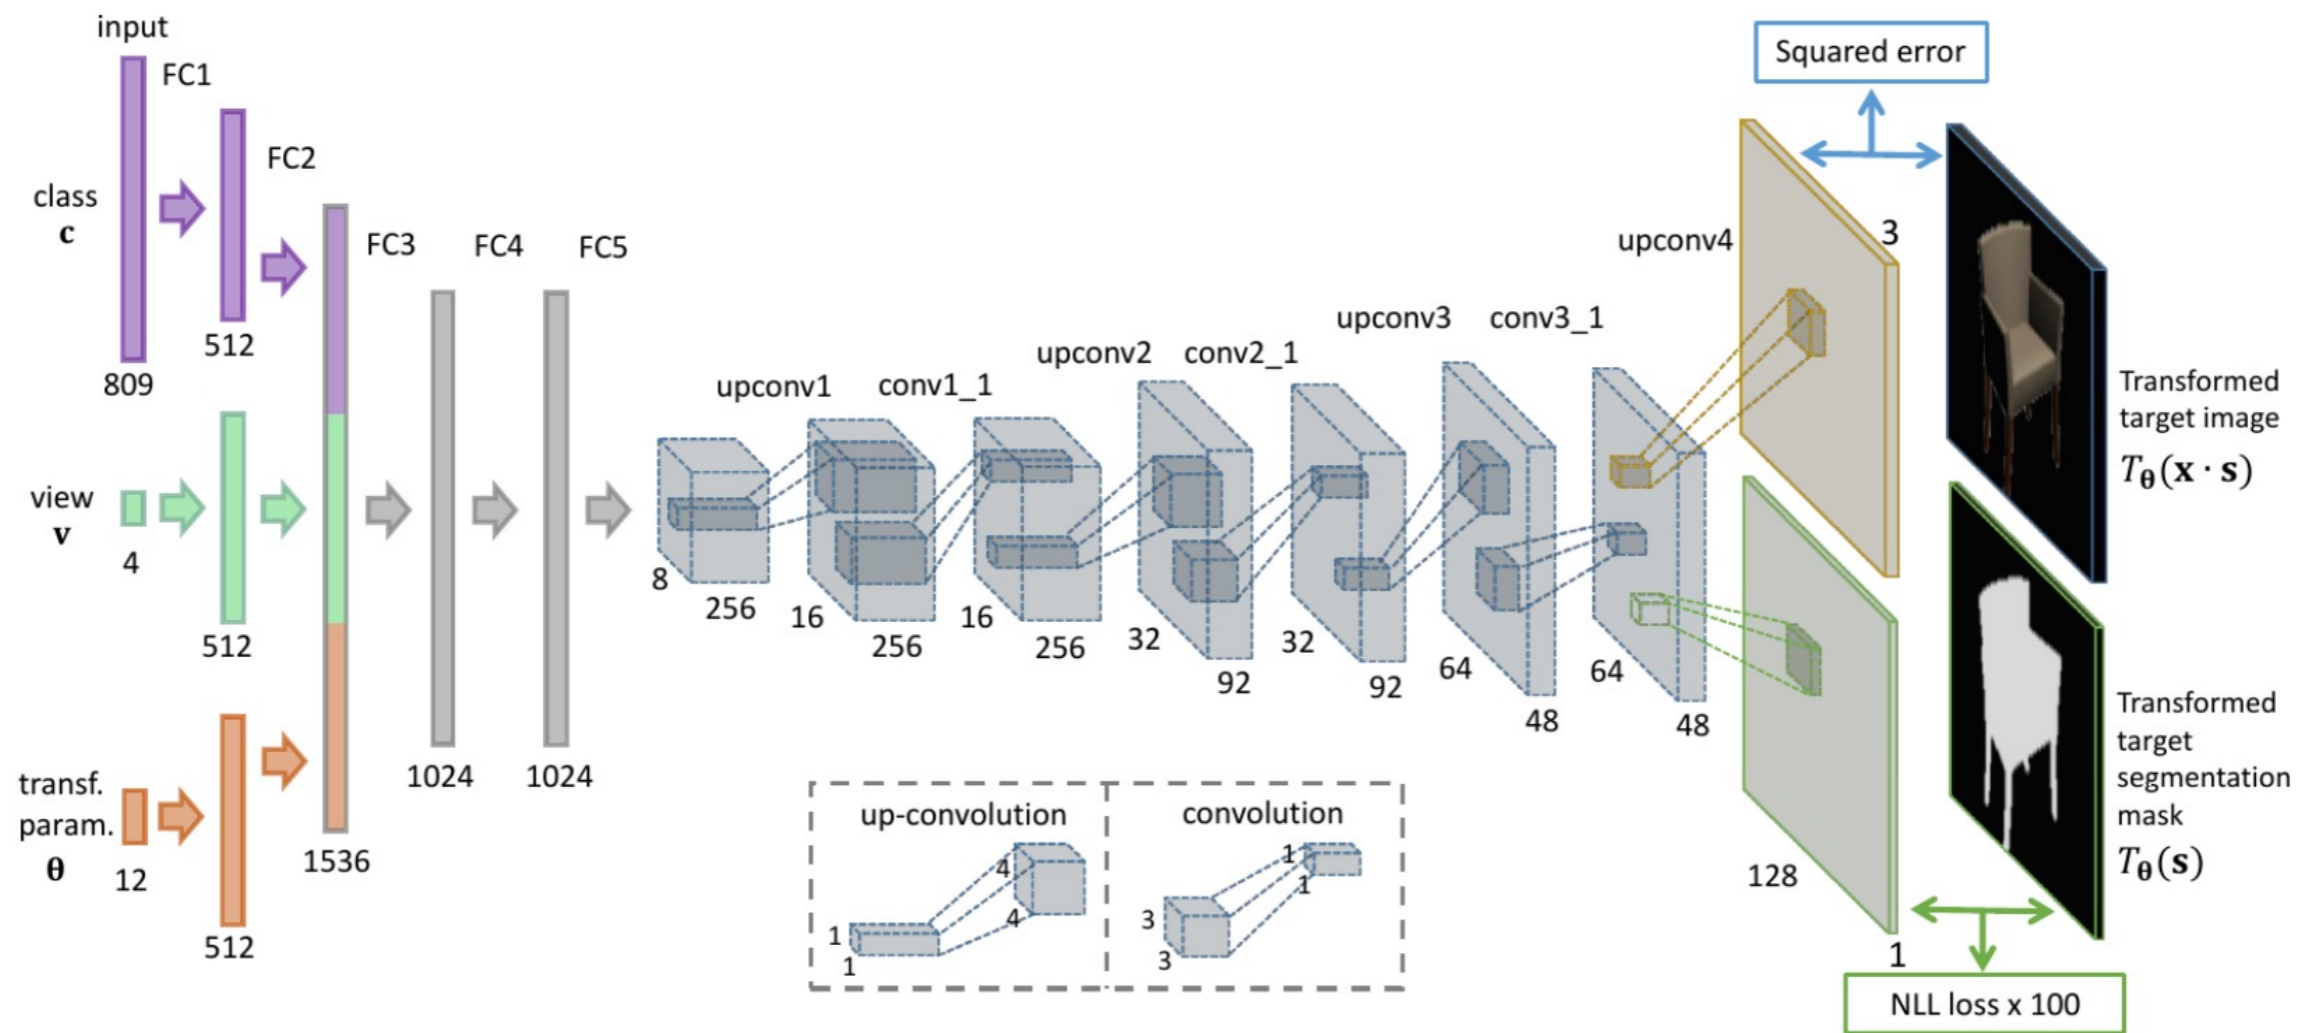 input
FC1
FC2
FC3
FC4
FC5
class
c
809
512
view
v
4
512
transf.
param.
θ
12
512
1536
1024
1024
upconv1
conv1_1
upconv2
conv2_1
upconv3
conv3_1
upconv4
8
256
16
256
16
256
32
92
32
92
64
48
64
48
Squared error
3
Transformed
target image
Tθ(x · s)
128
1
Transformed
target
segmentation
mask
Tθ(s)
NLL loss x 100
up-convolution
1
1
4
4
convolution
3
3
1
1